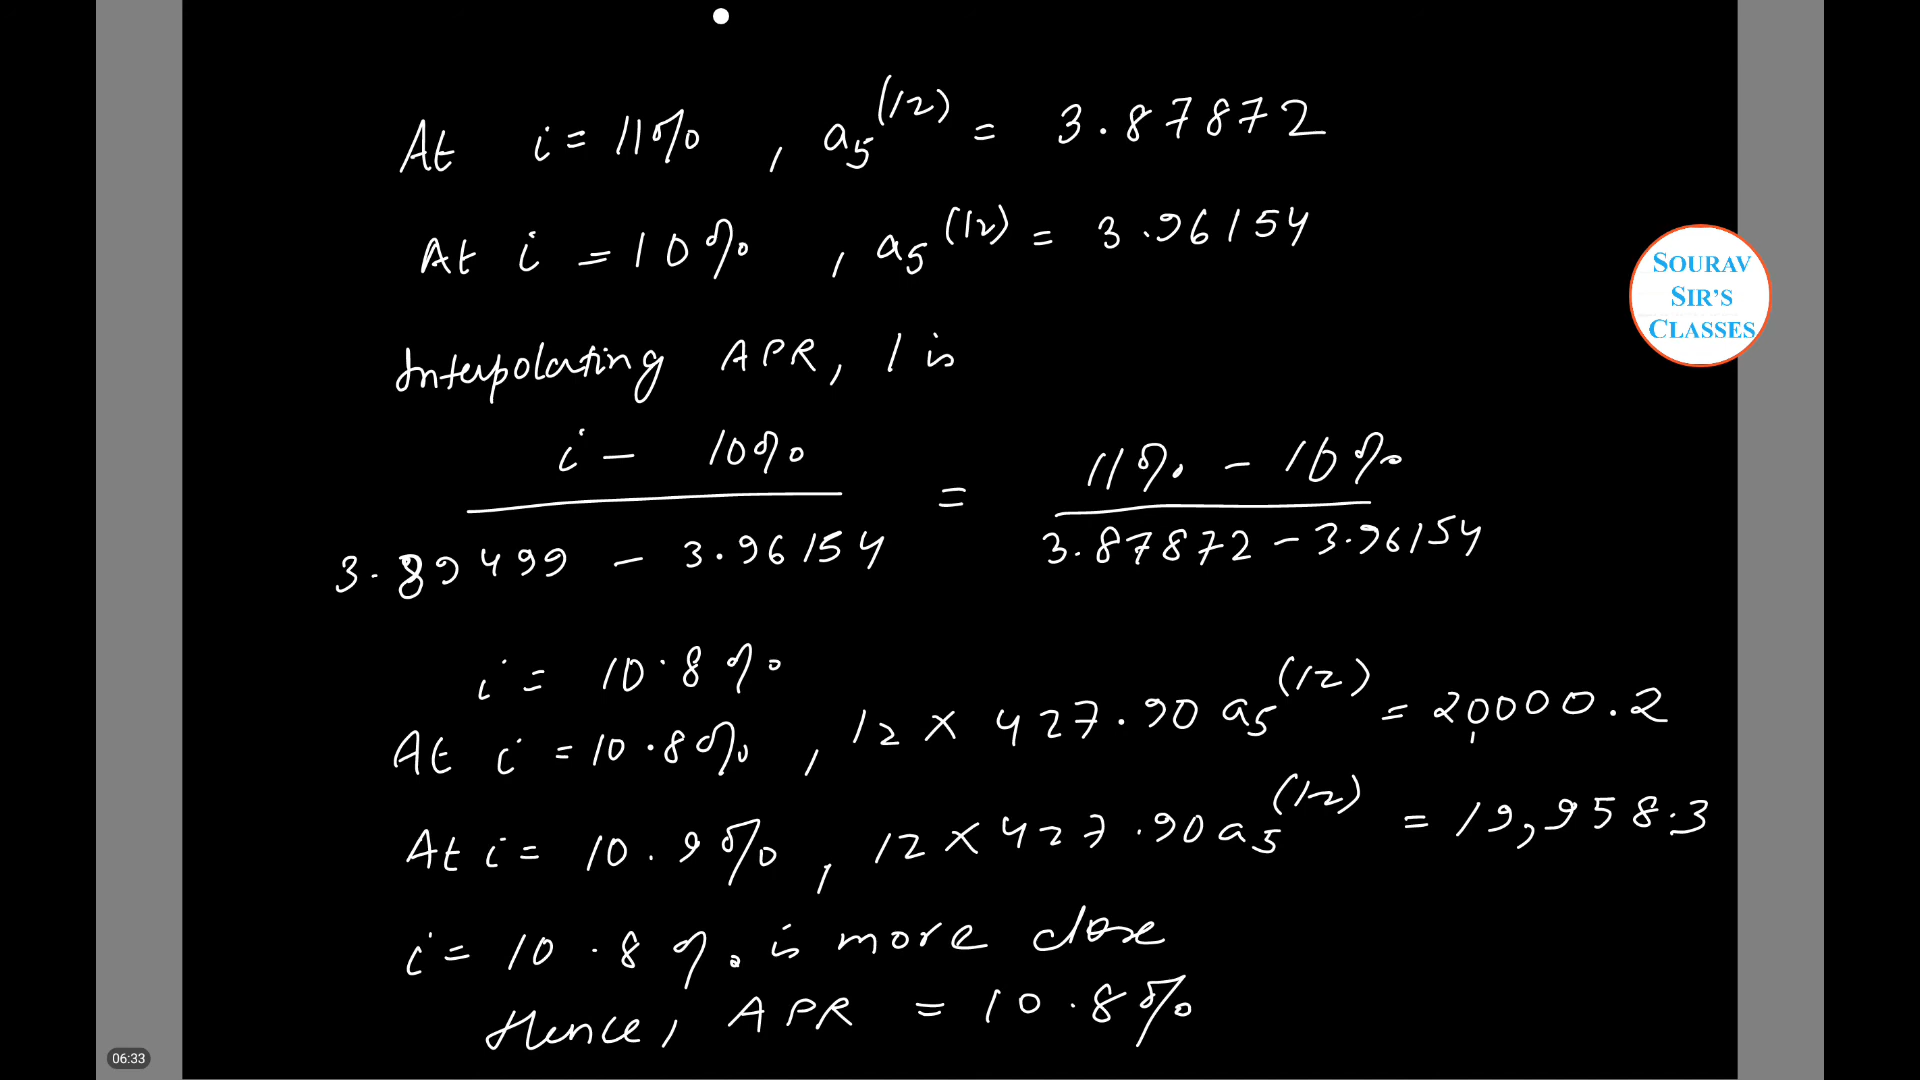 At i = 11% , a5^(12) = 3.87872
At i = 10% , a5^(12) = 3.96154
SOURAV
SIR'S
CLASSES
Interpolating APR, 1 is
i - 10% / 3.89499 - 3.96154 = 11% - 10% / 3.87872 - 3.96154
i = 10.8%
At i = 10.8% , 12 × 427.90 a5^(12) = 20,000.2
At i = 10.9% , 12 × 427.90 a5^(12) = 19,958.3
i = 10.8% is more close
Hence, APR = 10.8%
06:33